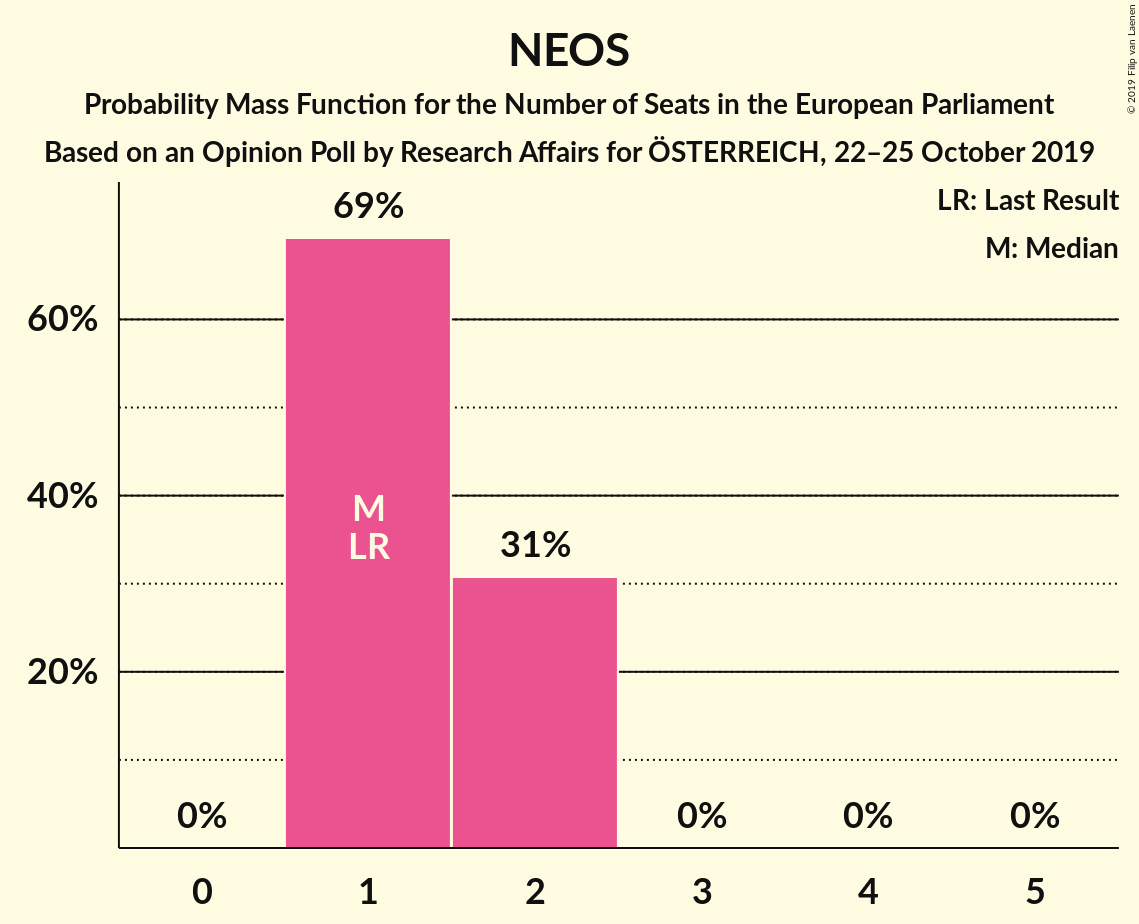 NEOS
Probability Mass Function for the Number of Seats in the European Parliament
Based on an Opinion Poll by Research Affairs for ÖSTERREICH, 22–25 October 2019
© 2019 Filip van Laenen
LR: Last Result
M: Median
69%
60%
40%
M
LR
31%
20%
0%
0%
0%
0%
0
1
2
3
4
5